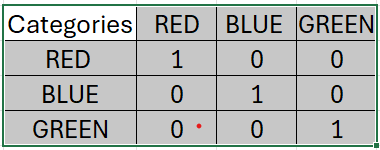 Categories RED BLUE GREEN
RED 1 0 0
BLUE 0 1 0
GREEN 0 0 1